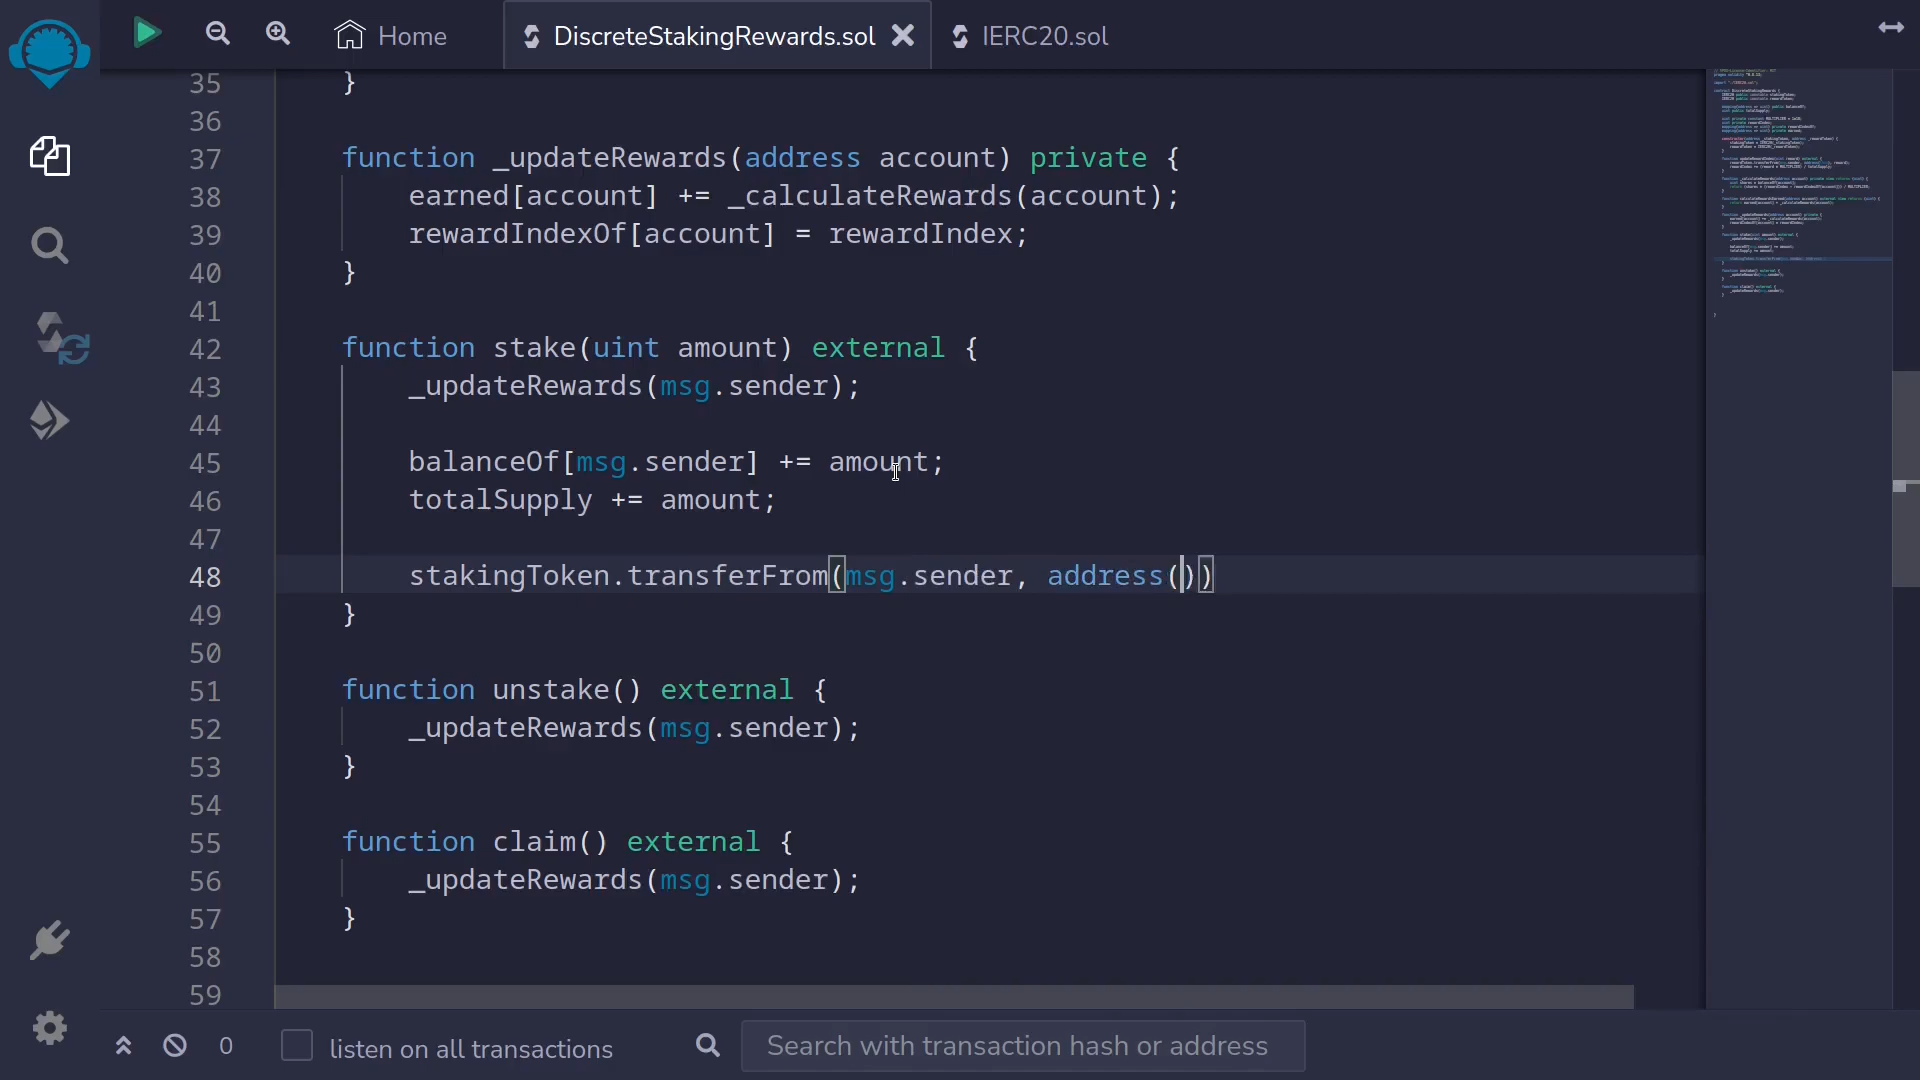 Home
DiscreteStakingRewards.sol
IERC20.sol
35 }
36
37 function _updateRewards(address account) private {
38 earned[account] += _calculateRewards(account);
39 rewardIndexOf[account] = rewardIndex;
40 }
41
42 function stake(uint amount) external {
43 _updateRewards(msg.sender);
44
45 balanceOf[msg.sender] += amount;
46 totalSupply += amount;
47
48 stakingToken.transferFrom(msg.sender, address())
49 }
50
51 function unstake() external {
52 _updateRewards(msg.sender);
53 }
54
55 function claim() external {
56 _updateRewards(msg.sender);
57 }
58
59
0
listen on all transactions
Search with transaction hash or address